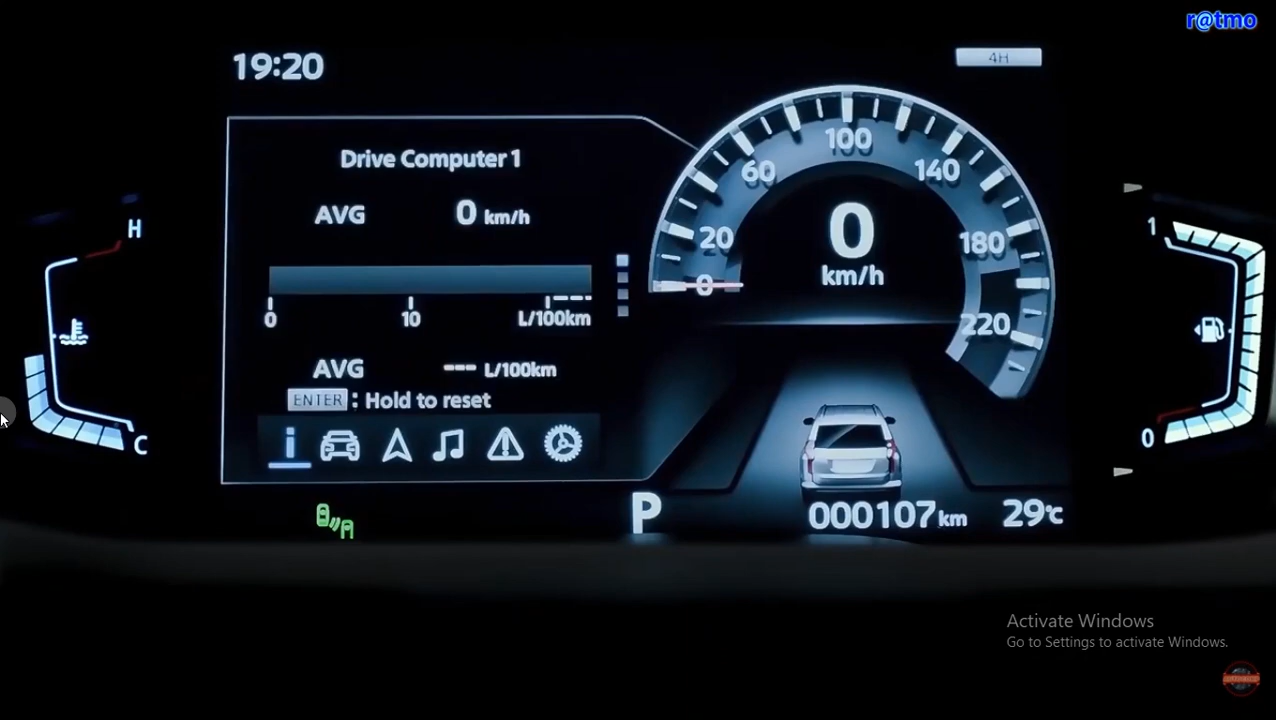 r@tmo
19:20
4H
Drive Computer 1
AVG 0 km/h
0 10 L/100km
AVG --- L/100km
ENTER : Hold to reset
H
C
0
20
60
100
140
180
220
0
km/h
1
0
P
000107 km 29°C
Activate Windows
Go to Settings to activate Windows.